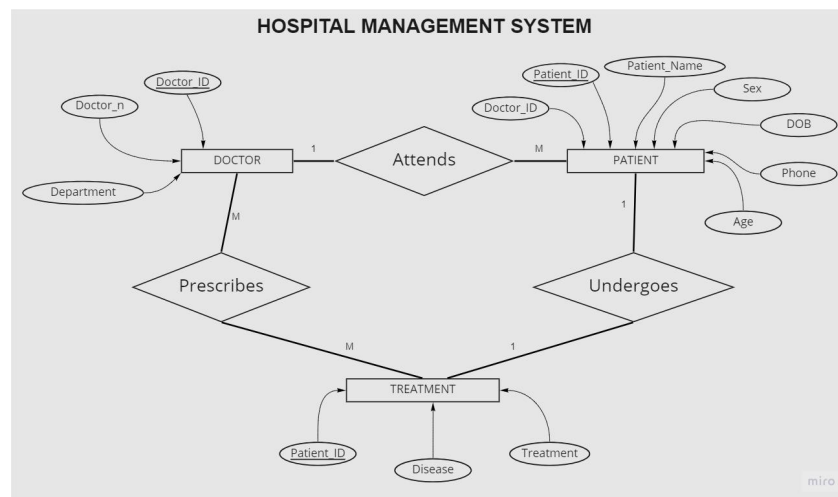 HOSPITAL MANAGEMENT SYSTEM
Doctor_ID
Doctor_n
Department
DOCTOR
1
Attends
M
Patient_ID
Patient_Name
Sex
Doctor_ID
DOB
PATIENT
Phone
Age
M
1
Prescribes
Undergoes
M
1
TREATMENT
Patient_ID
Disease
Treatment
miro